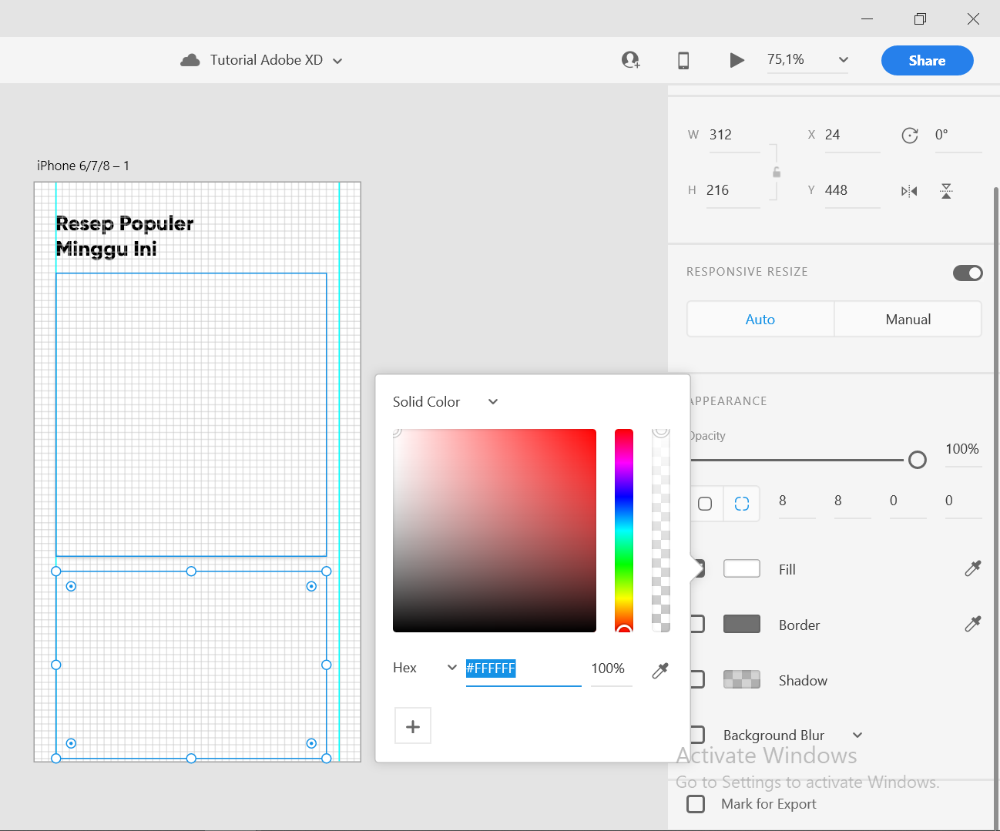 Tutorial Adobe XD
75,1%
Share
W 312 X 24 0°
H 216 Y 448
iPhone 6/7/8 – 1
Resep Populer
Minggu Ini
RESPONSIVE RESIZE
Auto Manual
Solid Color
APPEARANCE
Opacity
100%
8 8 0 0
Fill
Border
Hex #FFFFFF 100%
Shadow
Background Blur
Activate Windows
Go to Settings to activate Windows.
Mark for Export